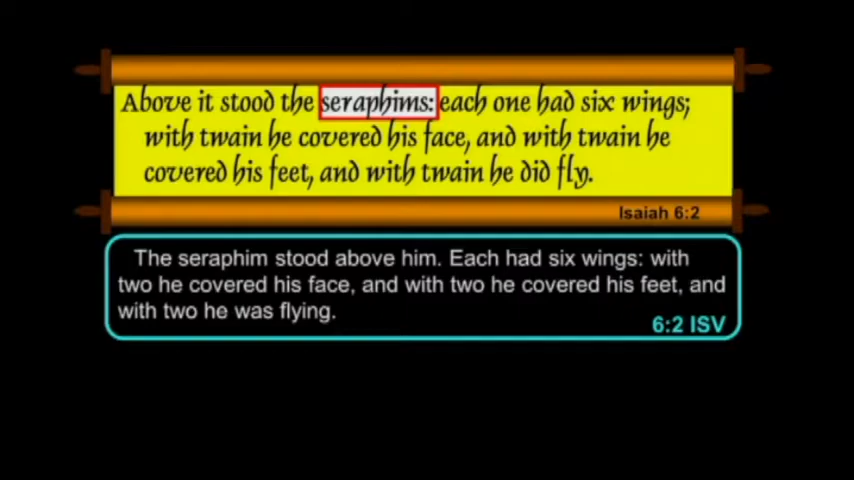 Above it stood the seraphims: each one had six wings;
with twain he covered his face, and with twain he
covered his feet, and with twain he did fly.
Isaiah 6:2
The seraphim stood above him. Each had six wings: with
two he covered his face, and with two he covered his feet, and
with two he was flying.
6:2 ISV